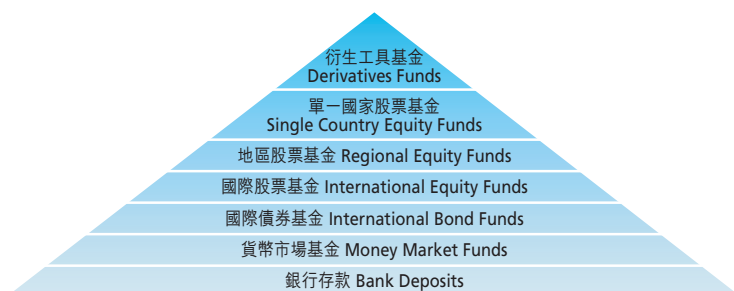 衍生工具基金
Derivatives Funds
單一國家股票基金
Single Country Equity Funds
地區股票基金 Regional Equity Funds
國際股票基金 International Equity Funds
國際債券基金 International Bond Funds
貨幣市場基金 Money Market Funds
銀行存款 Bank Deposits